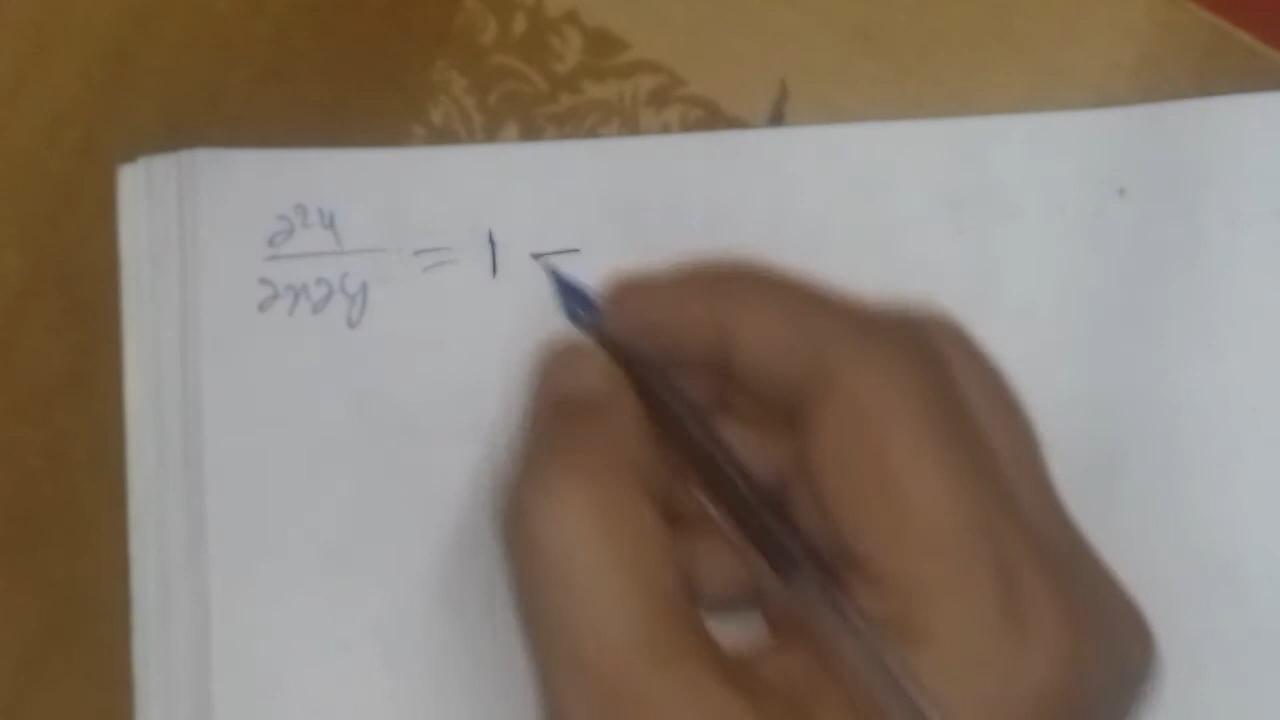 ∂²u/∂x∂y = 1 −